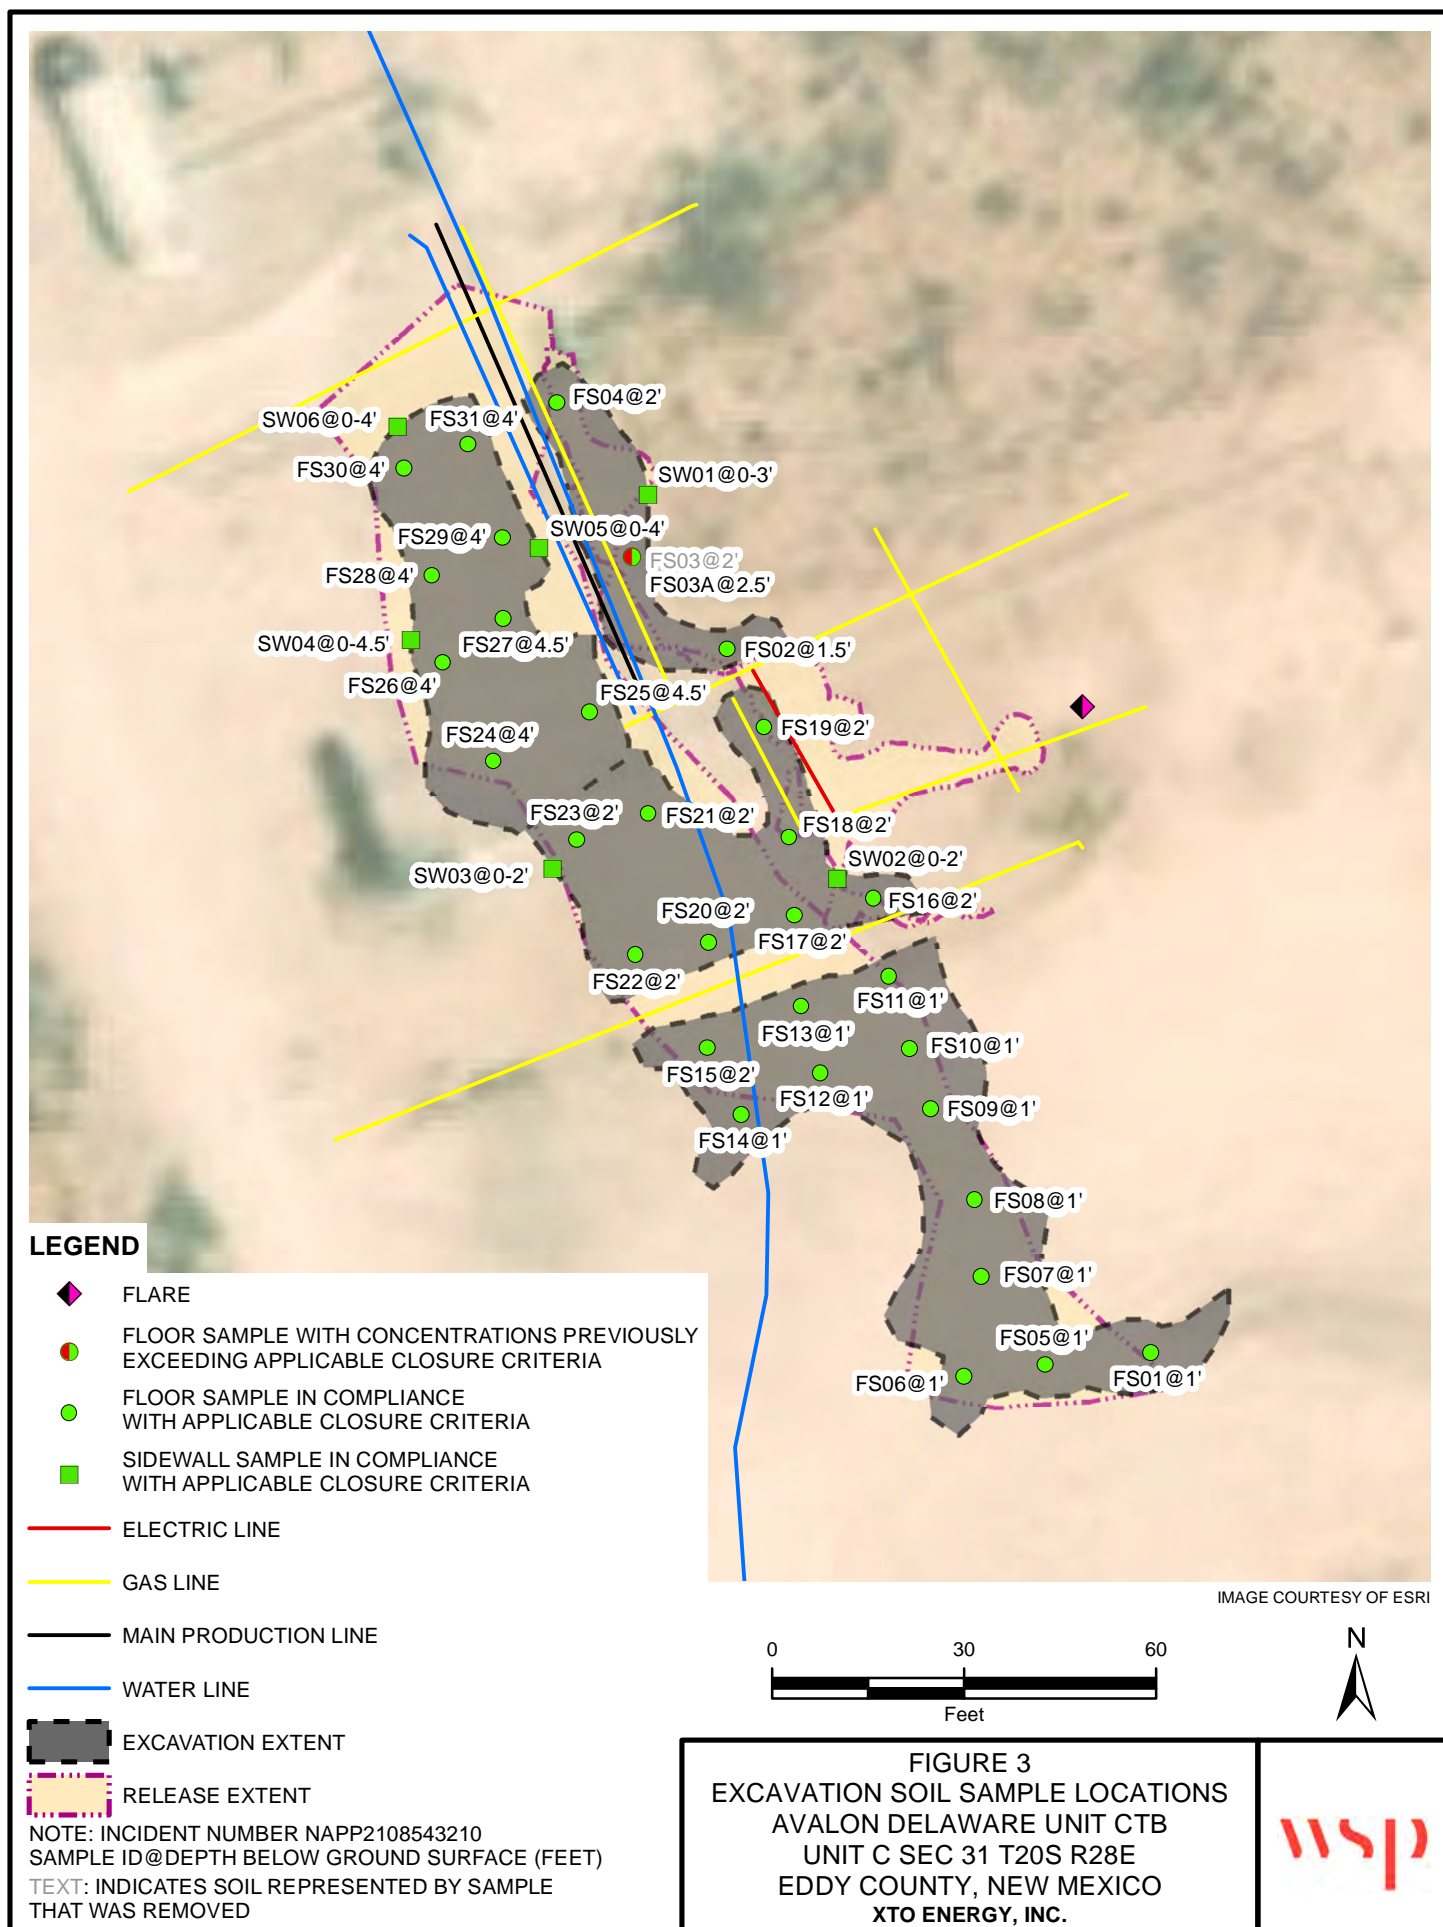 FS04@2'
SW06@0-4'
FS31@4'
FS30@4'
SW01@0-3'
FS29@4'
SW05@0-4'
FS03@2'
FS03A@2.5'
FS28@4'
SW04@0-4.5'
FS27@4.5'
FS02@1.5'
FS26@4'
FS25@4.5'
FS19@2'
FS24@4'
FS23@2'
FS21@2'
FS18@2'
SW03@0-2'
SW02@0-2'
FS16@2'
FS20@2'
FS17@2'
FS22@2'
FS11@1'
FS13@1'
FS10@1'
FS15@2'
FS12@1'
FS09@1'
FS14@1'
FS08@1'
FS07@1'
FS05@1'
FS06@1'
FS01@1'
LEGEND
FLARE
FLOOR SAMPLE WITH CONCENTRATIONS PREVIOUSLY
EXCEEDING APPLICABLE CLOSURE CRITERIA
FLOOR SAMPLE IN COMPLIANCE
WITH APPLICABLE CLOSURE CRITERIA
SIDEWALL SAMPLE IN COMPLIANCE
WITH APPLICABLE CLOSURE CRITERIA
ELECTRIC LINE
GAS LINE
MAIN PRODUCTION LINE
WATER LINE
EXCAVATION EXTENT
RELEASE EXTENT
NOTE: INCIDENT NUMBER NAPP2108543210
SAMPLE ID@DEPTH BELOW GROUND SURFACE (FEET)
TEXT: INDICATES SOIL REPRESENTED BY SAMPLE
THAT WAS REMOVED
IMAGE COURTESY OF ESRI
0 30 60
Feet
N
FIGURE 3
EXCAVATION SOIL SAMPLE LOCATIONS
AVALON DELAWARE UNIT CTB
UNIT C SEC 31 T20S R28E
EDDY COUNTY, NEW MEXICO
XTO ENERGY, INC.
wsp